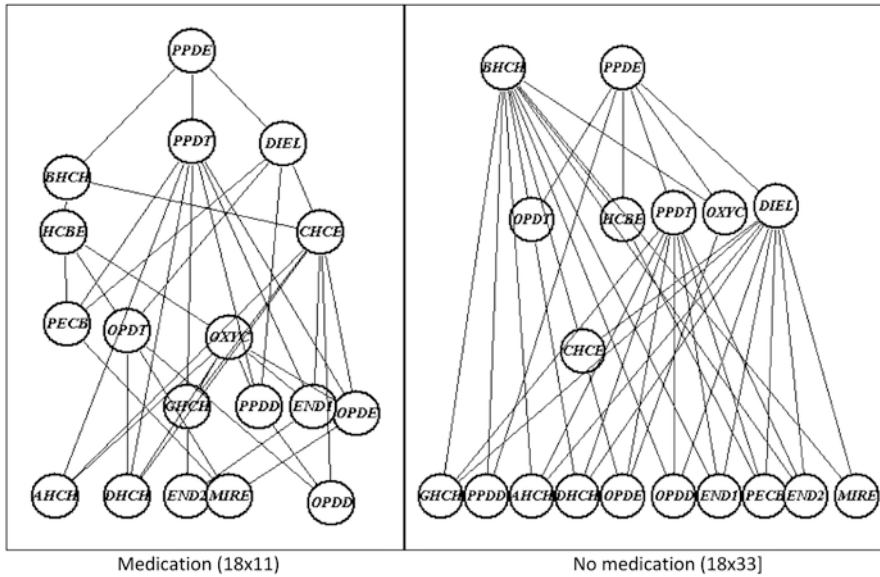 PPDE
PPDT
DIEL
BHCH
HCBE
CHCE
PECB
OPDT
OXYC
GHCH
PPDD
END1
OPDE
AHCH
DHCH
END2
MIRE
OPDD
Medication (18x11)
BHCH
PPDE
OPDT
HCBE
PPDT
OXYC
DIEL
CHCE
GHCH
PPDD
AHCH
DHCH
OPDE
OPDD
END1
PECB
END2
MIRE
No medication (18x33]